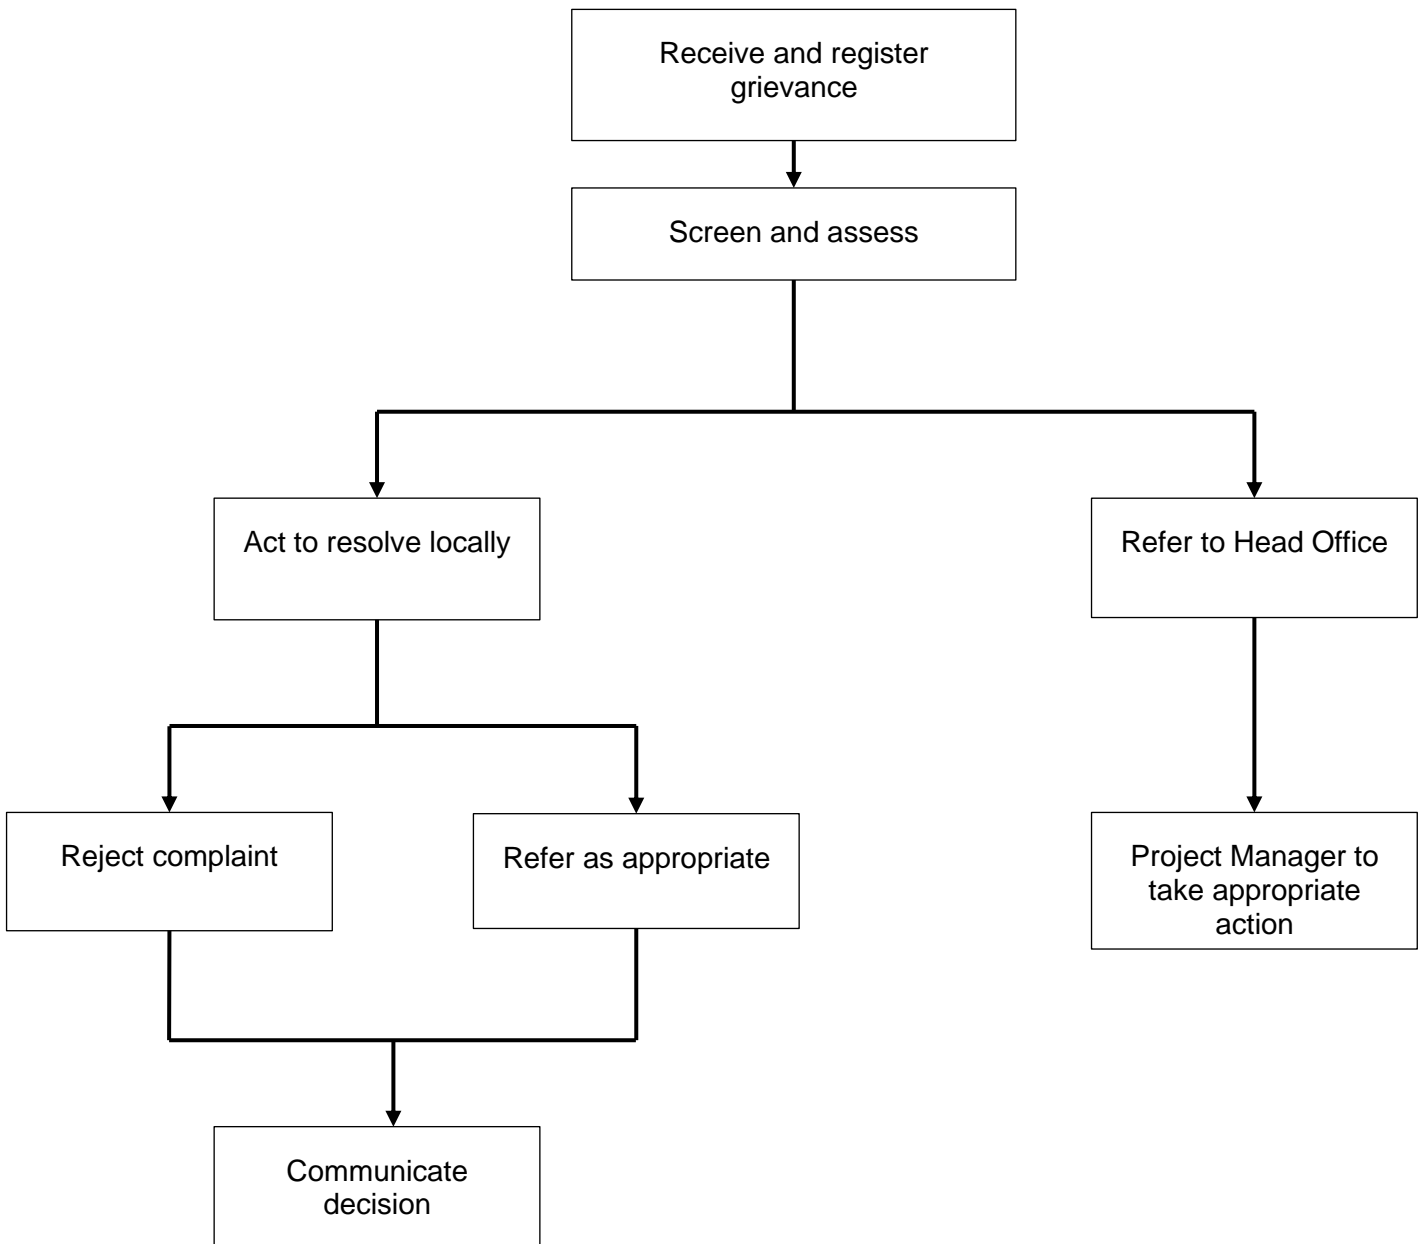 Receive and register
grievance
Screen and assess
Act to resolve locally
Refer to Head Office
Reject complaint
Refer as appropriate
Project Manager to
take appropriate
action
Communicate
decision